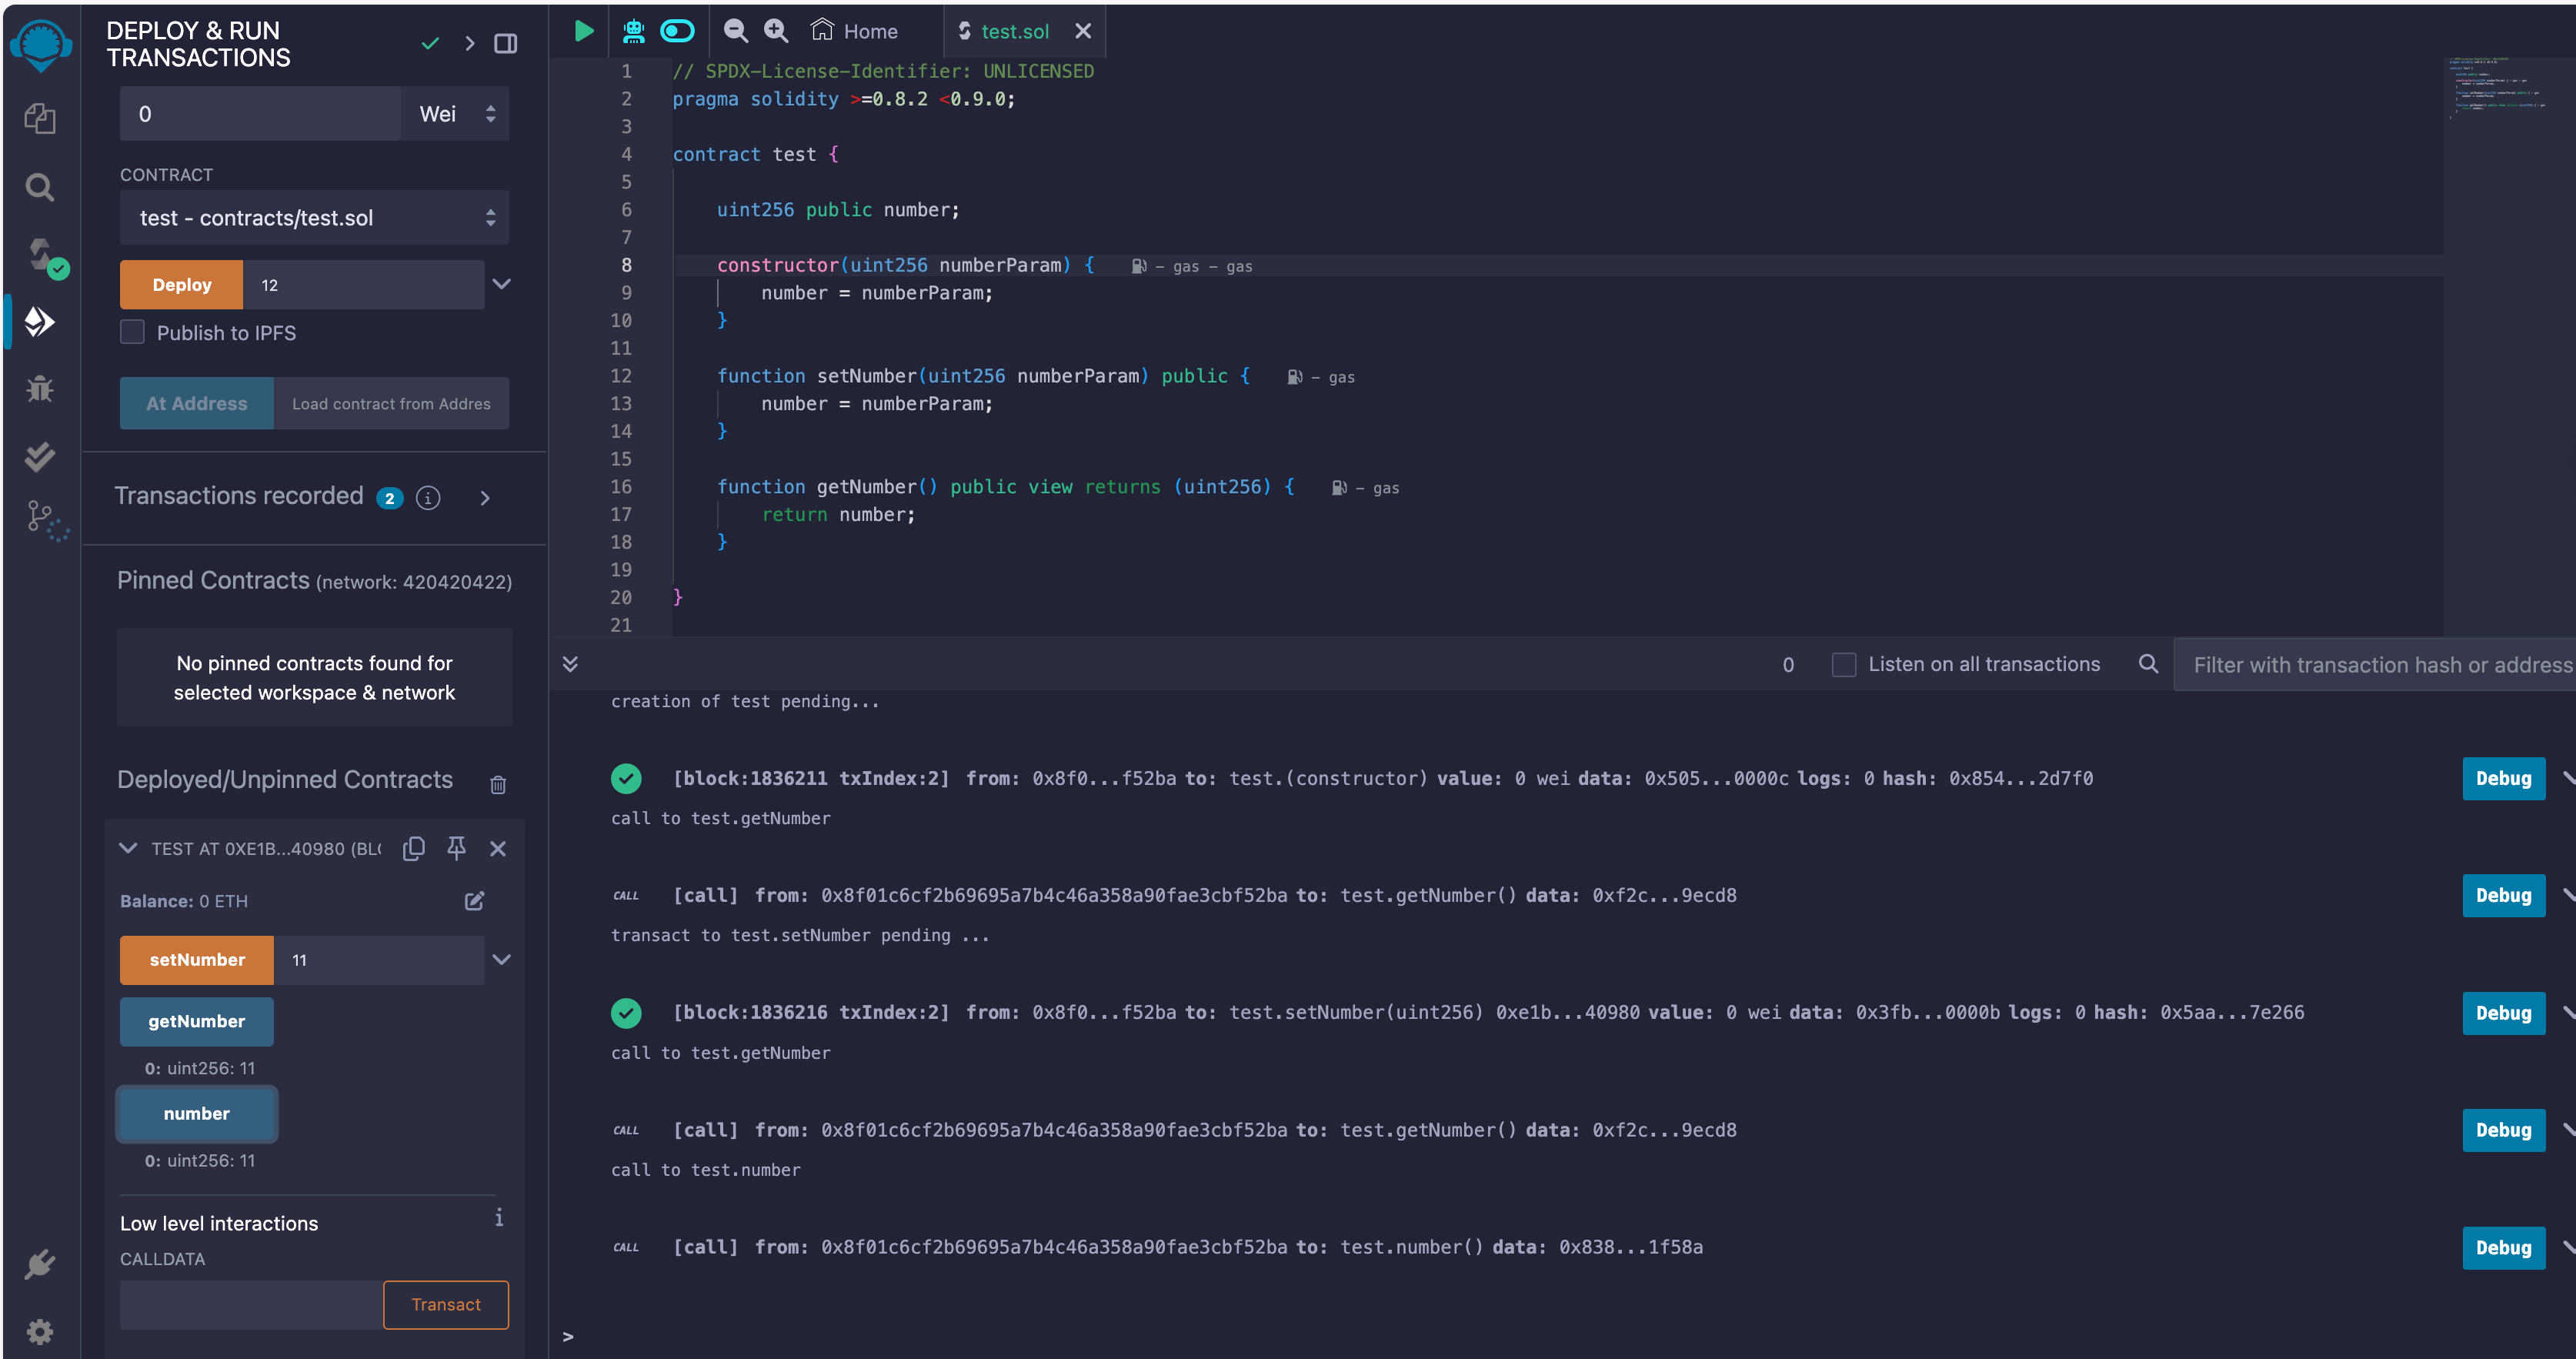 DEPLOY & RUN
TRANSACTIONS
0
Wei
CONTRACT
test - contracts/test.sol
Deploy
12
Publish to IPFS
At Address
Load contract from Addres
Transactions recorded 2
Pinned Contracts (network: 420420422)
No pinned contracts found for
selected workspace & network
Deployed/Unpinned Contracts
TEST AT 0XE1B...40980 (BLO
Balance: 0 ETH
setNumber
11
getNumber
0: uint256: 11
number
0: uint256: 11
Low level interactions
i
CALLDATA
Transact
Home
test.sol
1 // SPDX-License-Identifier: UNLICENSED
2 pragma solidity >=0.8.2 <0.9.0;
3
4 contract test {
5
6 uint256 public number;
7
8 constructor(uint256 numberParam) { - gas - gas
9 number = numberParam;
10 }
11
12 function setNumber(uint256 numberParam) public { - gas
13 number = numberParam;
14 }
15
16 function getNumber() public view returns (uint256) { - gas
17 return number;
18 }
19
20 }
21
0
Listen on all transactions
Filter with transaction hash or address
creation of test pending...
[block:1836211 txIndex:2] from: 0x8f0...f52ba to: test.(constructor) value: 0 wei data: 0x505...0000c logs: 0 hash: 0x854...2d7f0
Debug
call to test.getNumber
CALL [call] from: 0x8f01c6cf2b69695a7b4c46a358a90fae3cbf52ba to: test.getNumber() data: 0xf2c...9ecd8
Debug
transact to test.setNumber pending ...
[block:1836216 txIndex:2] from: 0x8f0...f52ba to: test.setNumber(uint256) 0xe1b...40980 value: 0 wei data: 0x3fb...0000b logs: 0 hash: 0x5aa...7e266
Debug
call to test.getNumber
CALL [call] from: 0x8f01c6cf2b69695a7b4c46a358a90fae3cbf52ba to: test.getNumber() data: 0xf2c...9ecd8
Debug
call to test.number
CALL [call] from: 0x8f01c6cf2b69695a7b4c46a358a90fae3cbf52ba to: test.number() data: 0x838...1f58a
Debug
>